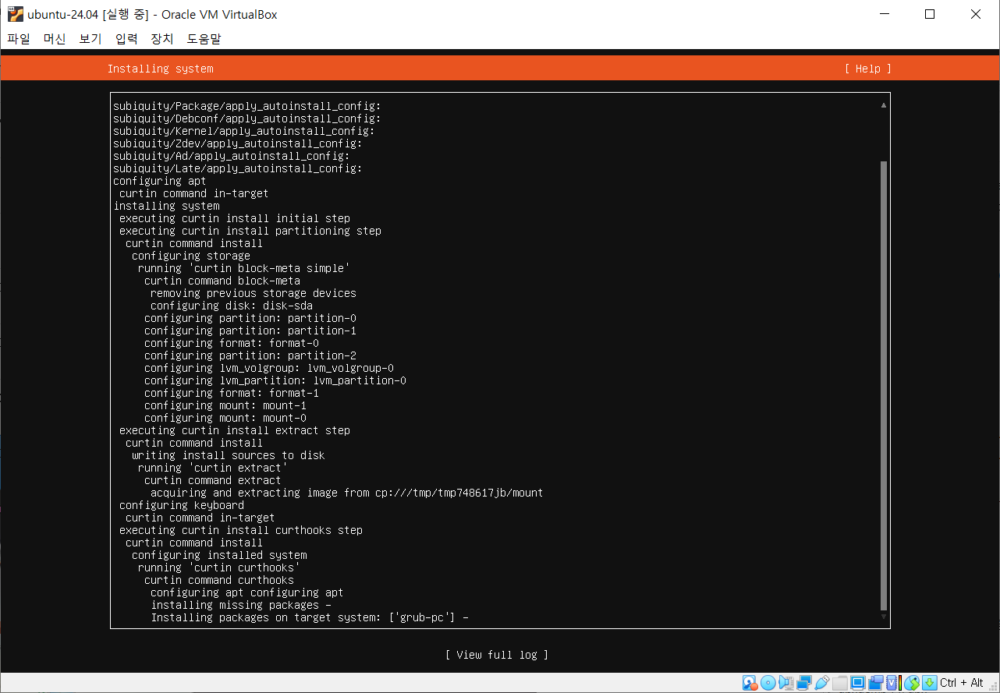 ubuntu-24.04 [실행 중] - Oracle VM VirtualBox
파일 머신 보기 입력 장치 도움말
Installing system [ Help ]
subiquity/Package/apply_autoinstall_config:
subiquity/Debconf/apply_autoinstall_config:
subiquity/Kernel/apply_autoinstall_config:
subiquity/Zdev/apply_autoinstall_config:
subiquity/Ad/apply_autoinstall_config:
subiquity/Late/apply_autoinstall_config:
configuring apt
curtin command in-target
installing system
executing curtin install initial step
executing curtin install partitioning step
curtin command install
configuring storage
running 'curtin block-meta simple'
curtin command block-meta
removing previous storage devices
configuring disk: disk-sda
configuring partition: partition-0
configuring partition: partition-1
configuring format: format-0
configuring partition: partition-2
configuring lvm_volgroup: lvm_volgroup-0
configuring lvm_partition: lvm_partition-0
configuring format: format-1
configuring mount: mount-1
configuring mount: mount-0
executing curtin install extract step
curtin command install
writing install sources to disk
running 'curtin extract'
curtin command extract
acquiring and extracting image from cp:///tmp/tmp748617jb/mount
configuring keyboard
curtin command in-target
executing curtin install curthooks step
curtin command install
configuring installed system
running 'curtin curthooks'
curtin command curthooks
configuring apt configuring apt
installing missing packages -
Installing packages on target system: ['grub-pc'] -
[ View full log ]
Ctrl + Alt